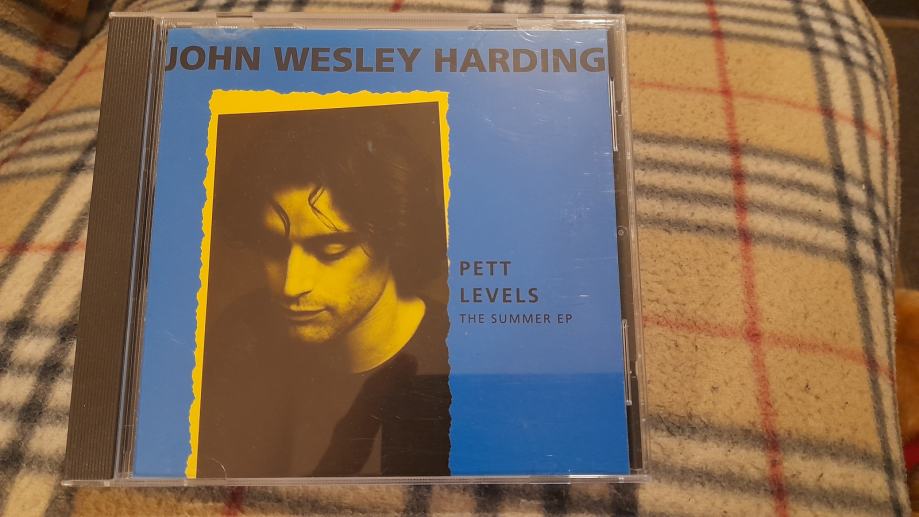 JOHN WESLEY HARDING
PETT
LEVELS
THE SUMMER EP